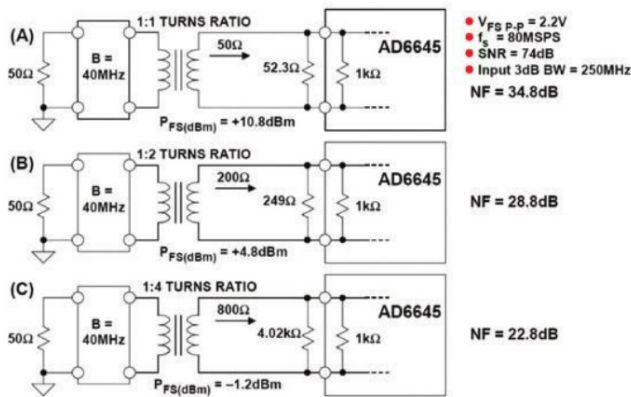 (A)
1:1 TURNS RATIO
50Ω
B =
40MHz
50Ω
52.3Ω
1kΩ
AD6645
P_FS(dBm) = +10.8dBm
● V_FS P-P = 2.2V
● f_s = 80MSPS
● SNR = 74dB
● Input 3dB BW = 250MHz
NF = 34.8dB
(B)
1:2 TURNS RATIO
50Ω
B =
40MHz
200Ω
249Ω
1kΩ
AD6645
P_FS(dBm) = +4.8dBm
NF = 28.8dB
(C)
1:4 TURNS RATIO
50Ω
B =
40MHz
800Ω
4.02kΩ
1kΩ
AD6645
P_FS(dBm) = –1.2dBm
NF = 22.8dB